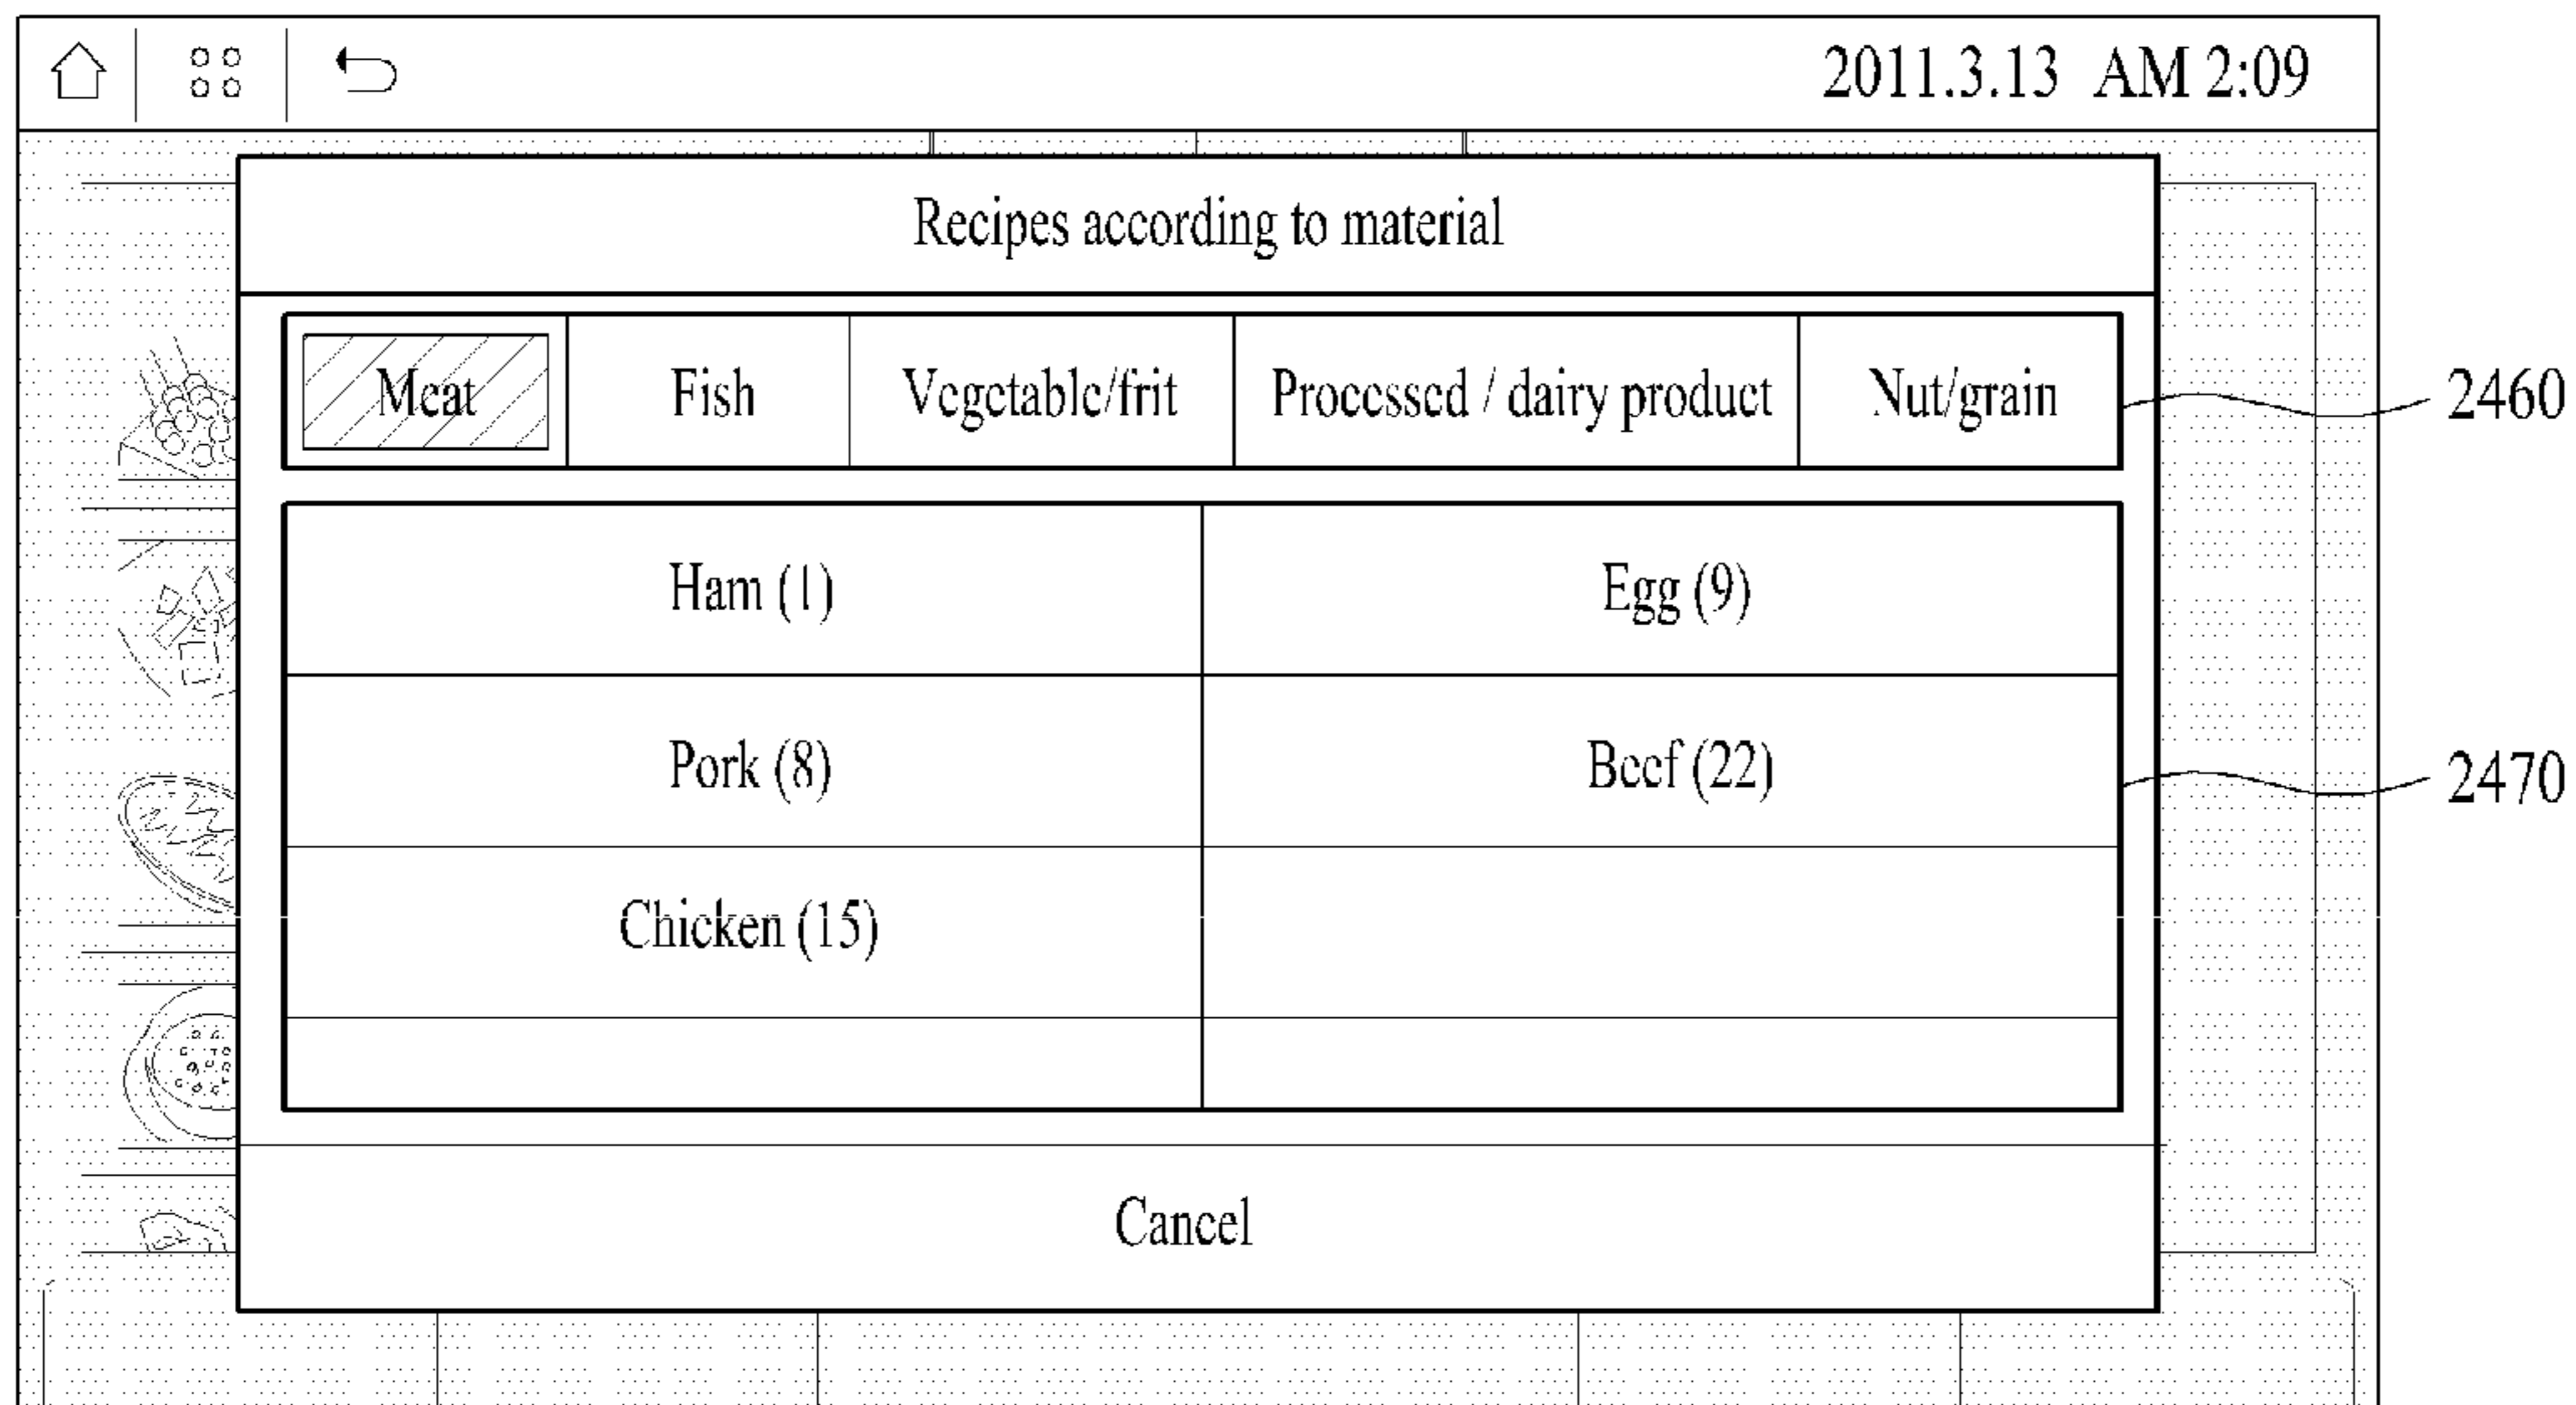 2011.3.13 AM 2:09
Recipes according to material
Meat Fish Vegetable/frit Processed / dairy product Nut/grain
2460
Ham (1) Egg (9)
Pork (8) Beef (22)
2470
Chicken (15)
Cancel